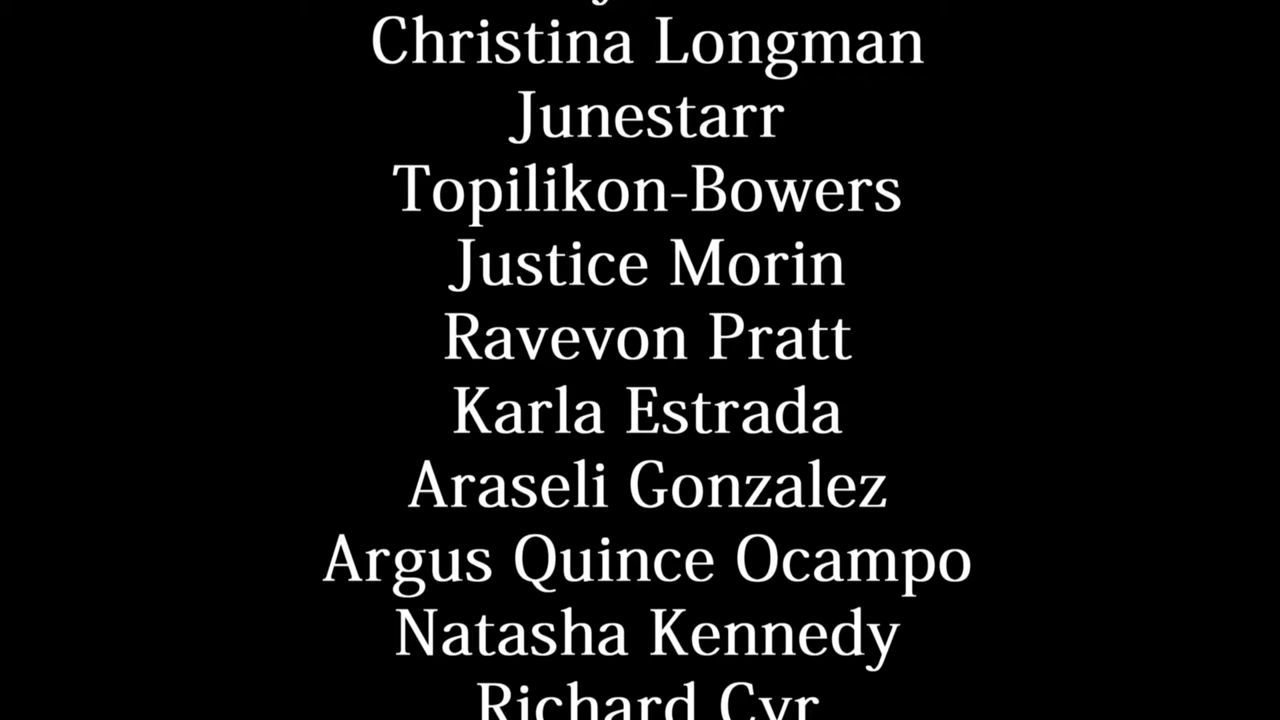 Christina Longman
Junestarr
Topilikon-Bowers
Justice Morin
Ravevon Pratt
Karla Estrada
Araseli Gonzalez
Argus Quince Ocampo
Natasha Kennedy
Richard Cyr